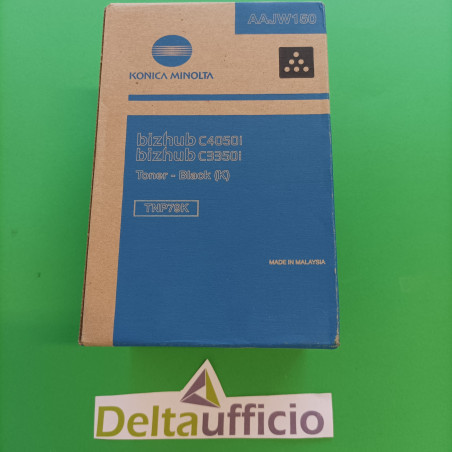 AAJW150
KONICA MINOLTA
bizhub C4050i
bizhub C3350i
Toner - Black (K)
TNP79K
MADE IN MALAYSIA
Deltaufficio